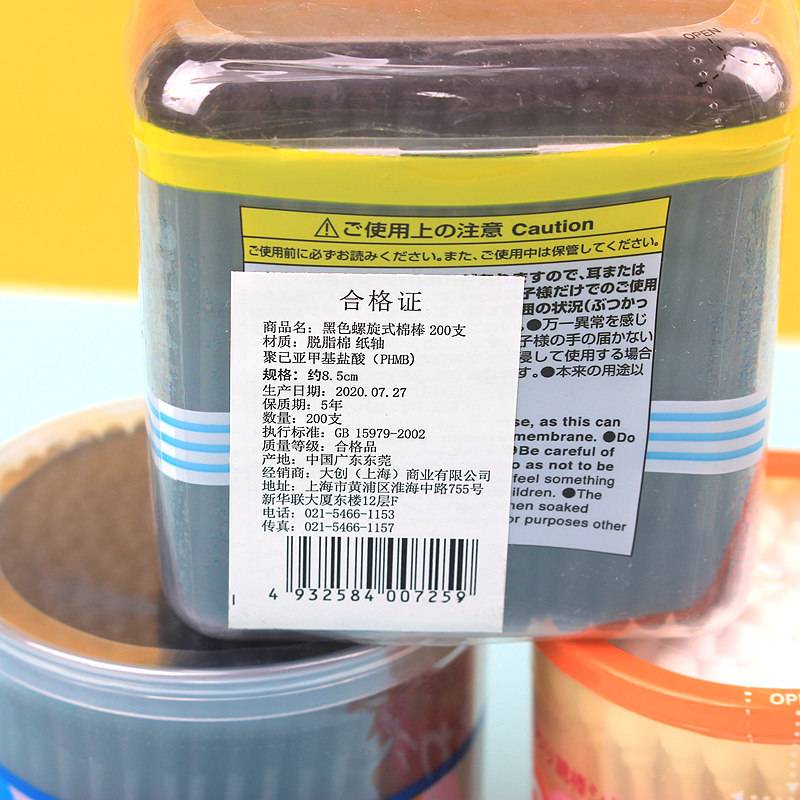 OPEN
⚠ご使用上の注意 Caution
ご使用前に必ずお読みください。また、ご使用中は保管してください。
ますので、耳または
子様だけでのご使用
囲の状況(ぶつかっ
●万一異常を感じ
子様の手の届かない
浸して使用する場合
す。●本来の用途以
se, as this can
membrane. ●Do
●Be careful of
o as not to be
feel something
ildren. ●The
hen soaked
or purposes other
合格证
商品名：黑色螺旋式棉棒 200支
材质：脱脂棉 纸轴
聚已亚甲基盐酸（PHMB）
规格：约8.5cm
生产日期：2020.07.27
保质期：5年
数量：200支
执行标准：GB 15979-2002
质量等级：合格品
产地：中国广东东莞
经销商：大创（上海）商业有限公司
地址：上海市黄浦区淮海中路755号
新华联大厦东楼12层F
电话：021-5466-1153
传真：021-5466-1157
4 932584 007259
OP